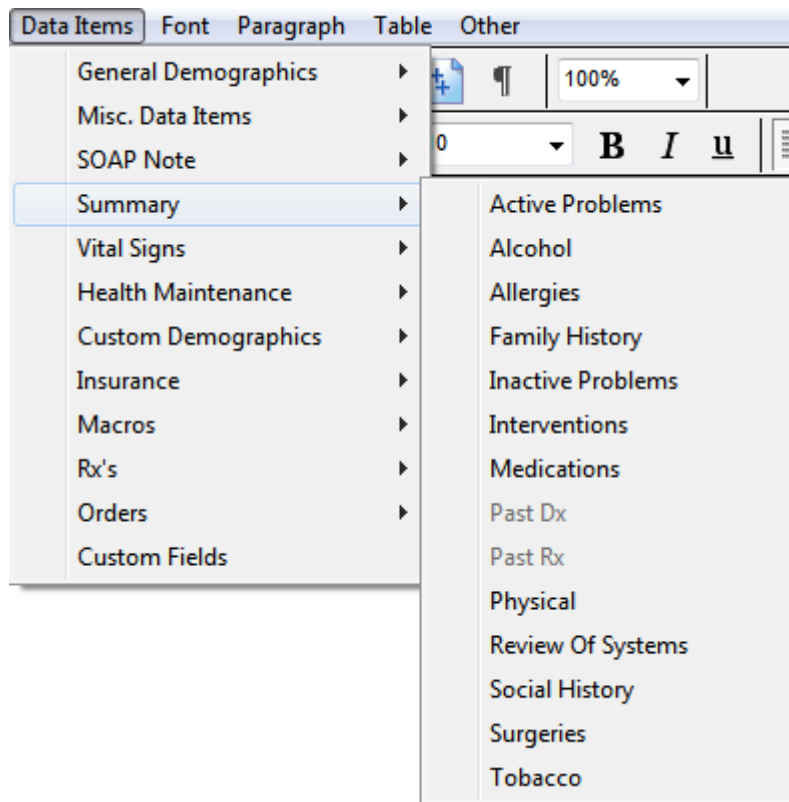 Data Items Font Paragraph Table Other
General Demographics
Misc. Data Items
SOAP Note
Summary
Vital Signs
Health Maintenance
Custom Demographics
Insurance
Macros
Rx's
Orders
Custom Fields
¶ 100%
0 B I u
Active Problems
Alcohol
Allergies
Family History
Inactive Problems
Interventions
Medications
Past Dx
Past Rx
Physical
Review Of Systems
Social History
Surgeries
Tobacco